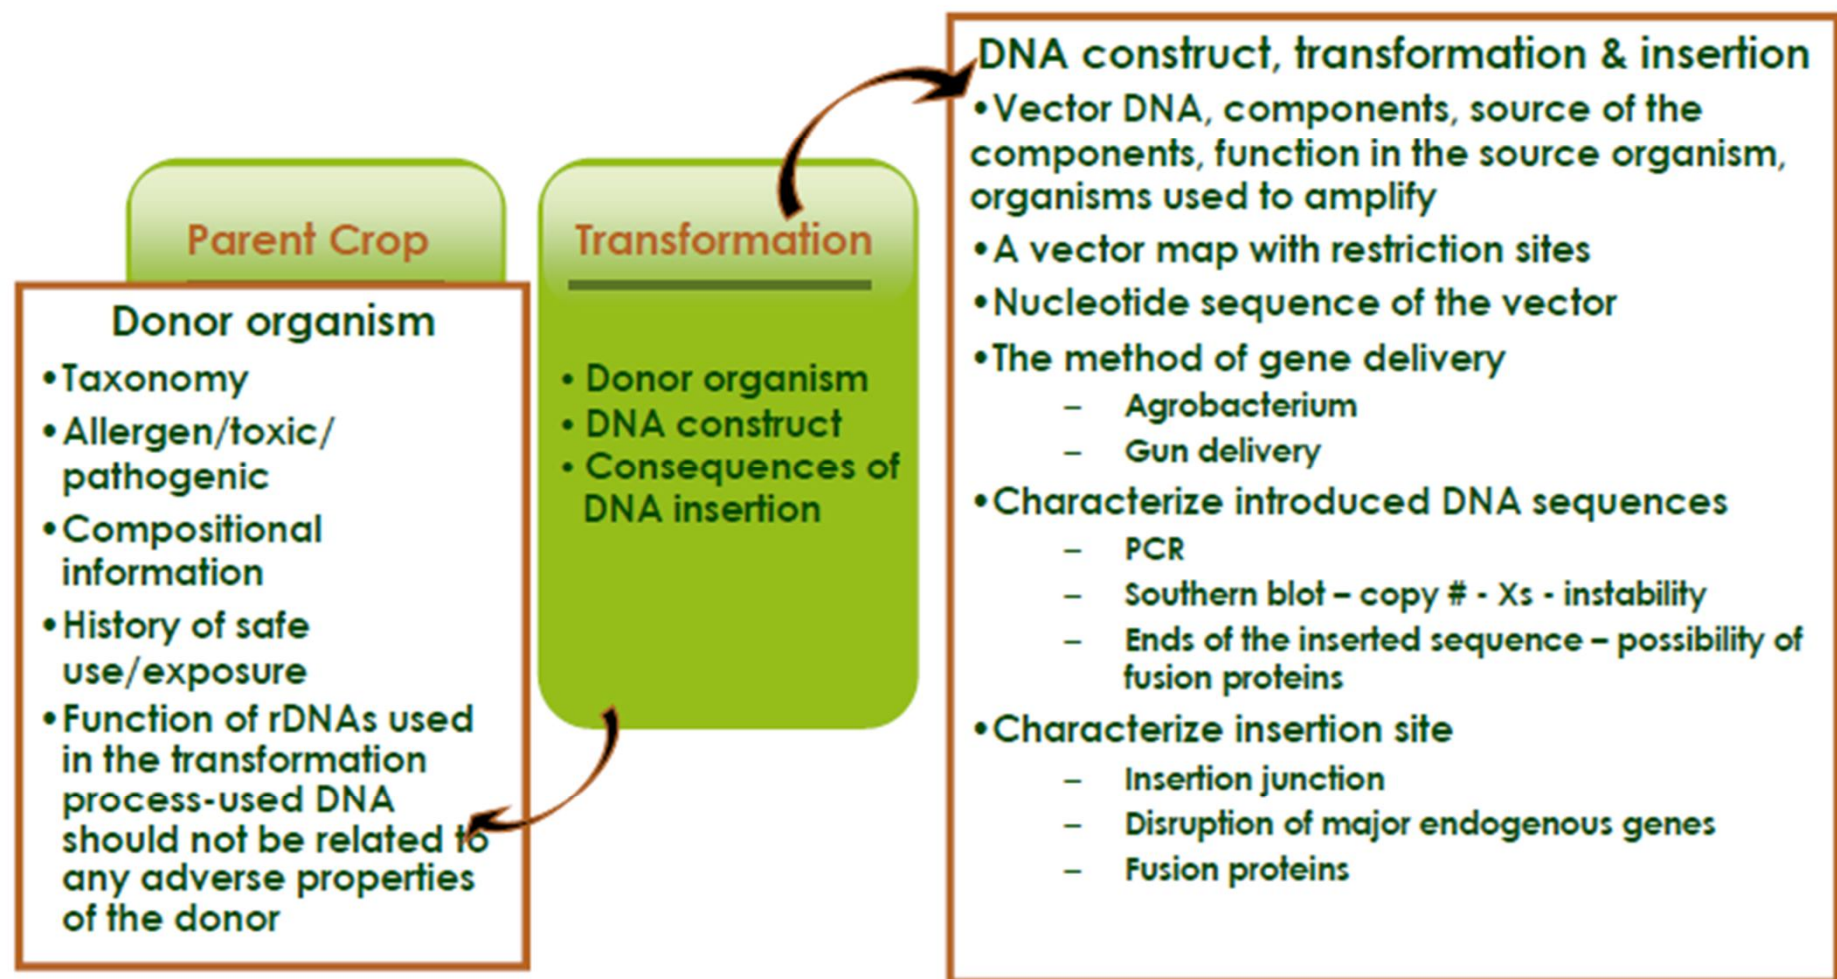 Parent Crop
Donor organism
•Taxonomy
•Allergen/toxic/
pathogenic
•Compositional
information
•History of safe
use/exposure
•Function of rDNAs used
in the transformation
process-used DNA
should not be related to
any adverse properties
of the donor
Transformation
• Donor organism
• DNA construct
• Consequences of
DNA insertion
DNA construct, transformation & insertion
•Vector DNA, components, source of the
components, function in the source organism,
organisms used to amplify
•A vector map with restriction sites
•Nucleotide sequence of the vector
•The method of gene delivery
– Agrobacterium
– Gun delivery
•Characterize introduced DNA sequences
– PCR
– Southern blot – copy # - Xs - instability
– Ends of the inserted sequence – possibility of
fusion proteins
•Characterize insertion site
– Insertion junction
– Disruption of major endogenous genes
– Fusion proteins